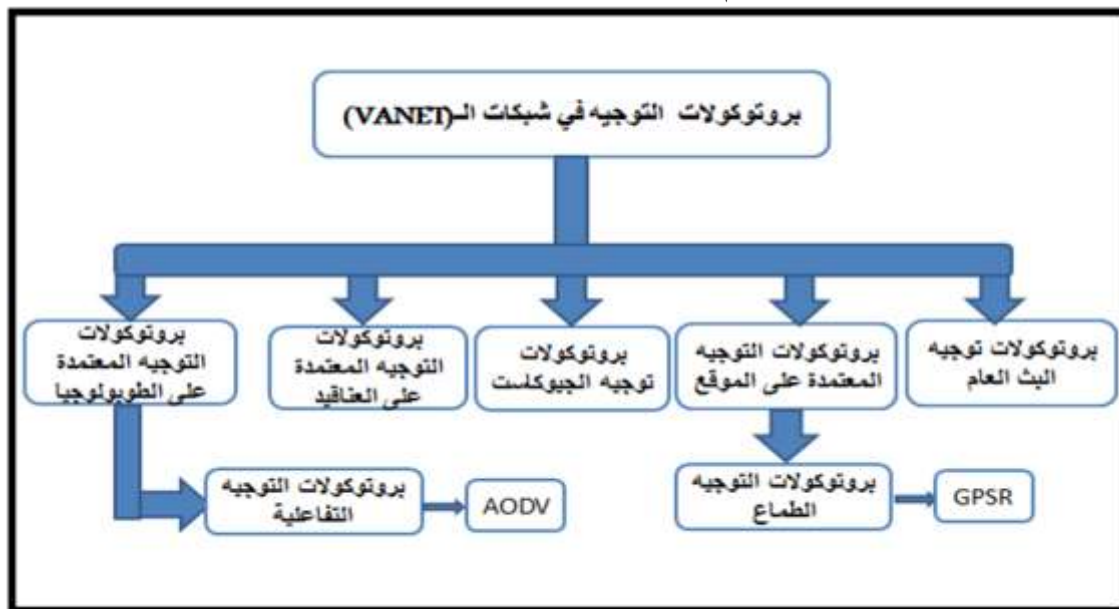 بروتوكولات التوجيه في شبكات الـ(VANET)
بروتوكولات توجيه
البث العام
بروتوكولات التوجيه
المعتمدة على الموقع
بروتوكولات
توجيه الجيوكاست
بروتوكولات
التوجيه المعتمدة
على العناقيد
بروتوكولات
التوجيه المعتمدة
على الطوبولوجيا
بروتوكولات التوجيه
الطماع
GPSR
بروتوكولات التوجيه
التفاعلية
AODV